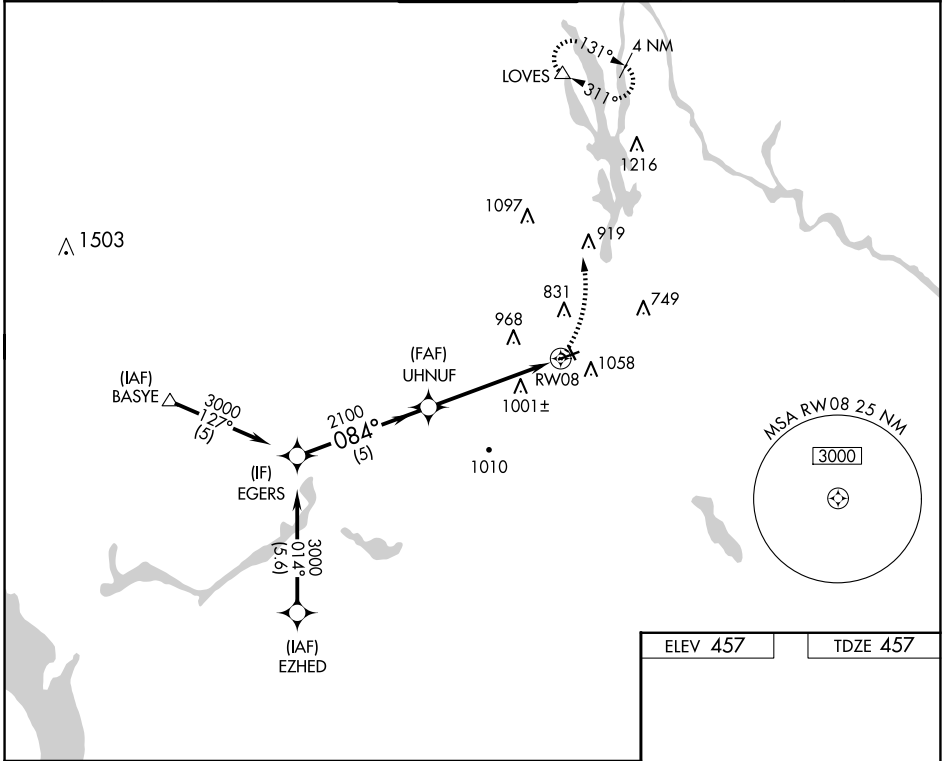 131°
4 NM
LOVES
311°
1216
1097
1503
919
831
749
968
(FAF)
UHNUF
RW08
1058
(IAF)
BASYE
1001±
3000
127°
(5)
2100
084°
(5)
MSA RW08 25 NM
3000
1010
(IF)
EGERS
3000
014°
(5.6)
(IAF)
EZHED
ELEV 457
TDZE 457